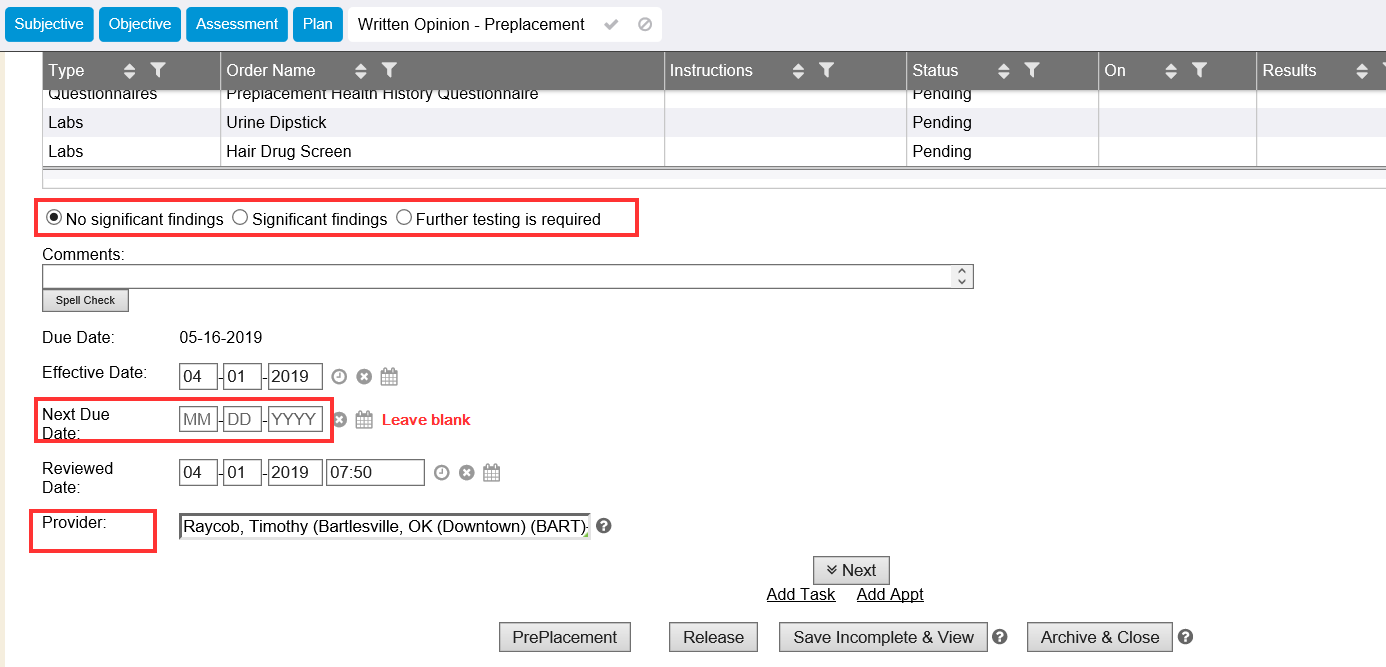 Subjective Objective Assessment Plan Written Opinion - Preplacement
Type Order Name Instructions Status On Results
Questionnaires Preplacement Health History Questionnaire Pending
Labs Urine Dipstick Pending
Labs Hair Drug Screen Pending
No significant findings Significant findings Further testing is required
Comments:
Spell Check
Due Date: 05-16-2019
Effective Date: 04 - 01 - 2019
Next Due
Date: MM - DD - YYYY Leave blank
Reviewed
Date: 04 - 01 - 2019 07:50
Provider: Raycob, Timothy (Bartlesville, OK (Downtown) (BART)-
Next
Add Task Add Appt
PrePlacement Release Save Incomplete & View Archive & Close